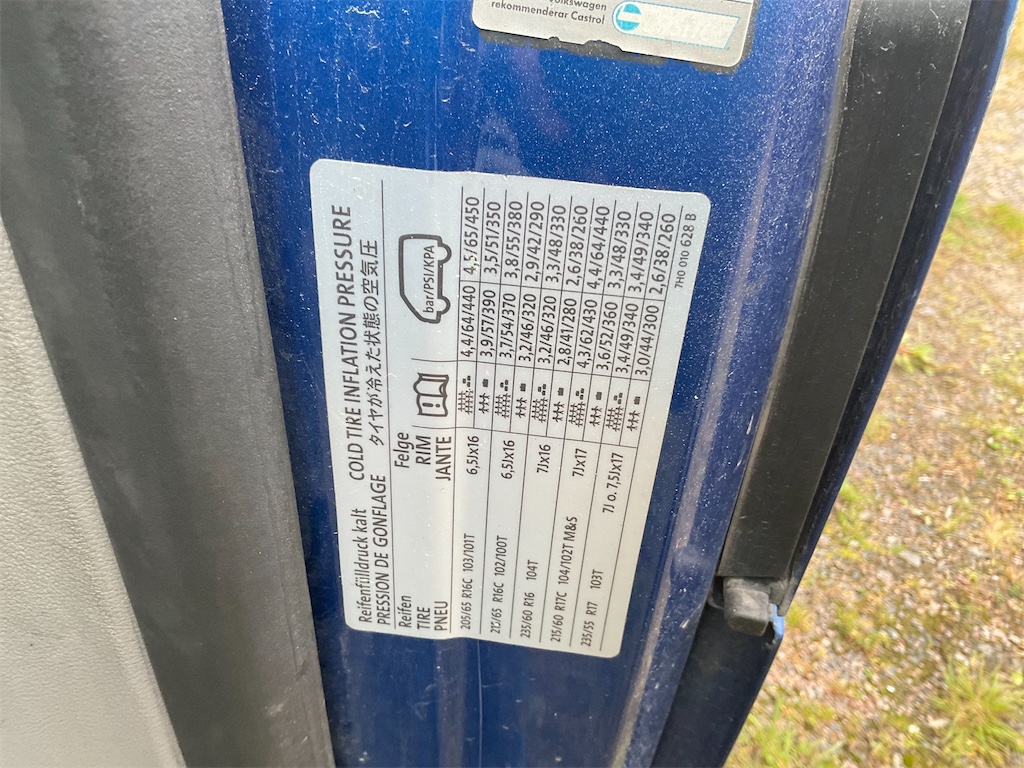 Volkswagen
rekommenderar Castrol
Reifenfülldruck kalt COLD TIRE INFLATION PRESSURE
PRESSION DE GONFLAGE タイヤが冷えた状態の空気圧
Reifen Felge
TIRE RIM bar/PSI/KPA
PNEU JANTE
205/65 R16C 103/101T 6,5Jx16 4,4/64/440 4,5/65/450
3,9/57/390 3,5/51/350
215/65 R16C 102/100T 6,5Jx16 3,7/54/370 3,8/55/380
3,2/46/320 2,9/42/290
235/60 R16 104T 7Jx16 3,2/46/320 3,3/48/330
2,8/41/280 2,6/38/260
215/60 R17C 104/102T M&S 7Jx17 4,3/62/430 4,4/64/440
3,6/52/360 3,3/48/330
235/55 R17 103T 7J o. 7,5Jx17 3,4/49/340 3,4/49/340
3,0/44/300 2,6/38/260
7H0 010 628 B